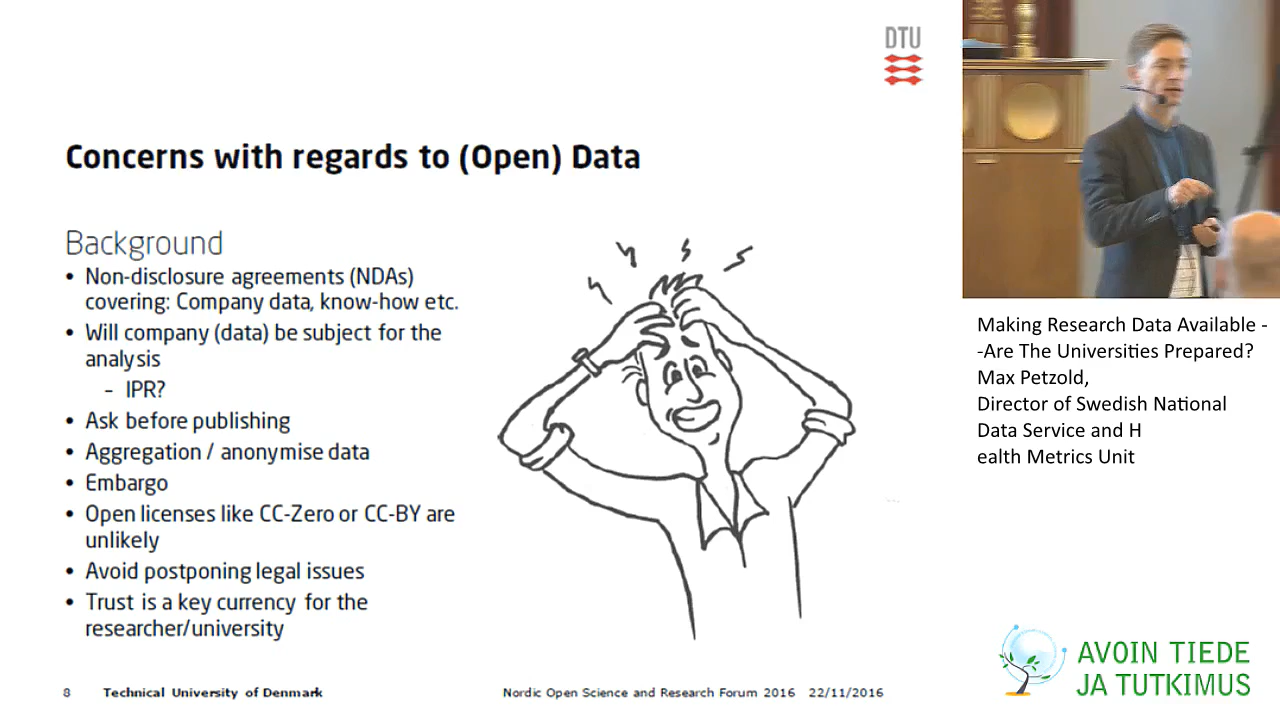 DTU
Concerns with regards to (Open) Data
Background
• Non-disclosure agreements (NDAs)
covering: Company data, know-how etc.
• Will company (data) be subject for the
analysis
– IPR?
• Ask before publishing
• Aggregation / anonymise data
• Embargo
• Open licenses like CC-Zero or CC-BY are
unlikely
• Avoid postponing legal issues
• Trust is a key currency for the
researcher/university
8 Technical University of Denmark Nordic Open Science and Research Forum 2016 22/11/2016
Making Research Data Available -
-Are The Universities Prepared?
Max Petzold,
Director of Swedish National
Data Service and H
ealth Metrics Unit
AVOIN TIEDE
JA TUTKIMUS